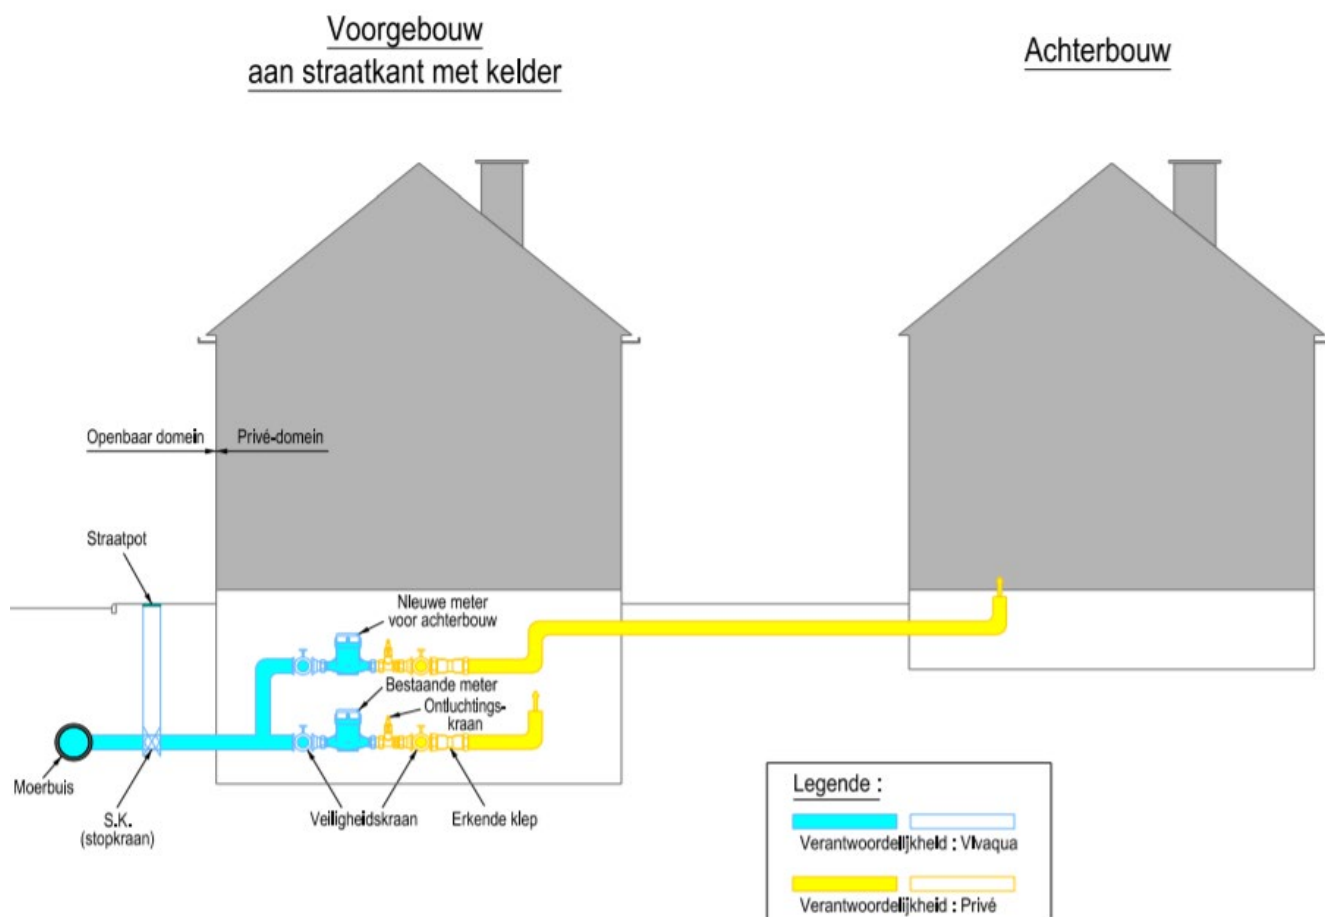 Voorgebouw
aan straatkant met kelder
Achterbouw
Openbaar domein
Privé-domein
Straatpot
Nieuwe meter
voor achterbouw
Bestaande meter
Ontluchtings-
kraan
Moerbuis
S.K.
(stopkraan)
Veiligheidskraan
Erkende klep
Legende :
Verantwoordelijkheid : Vivaqua
Verantwoordelijkheid : Privé